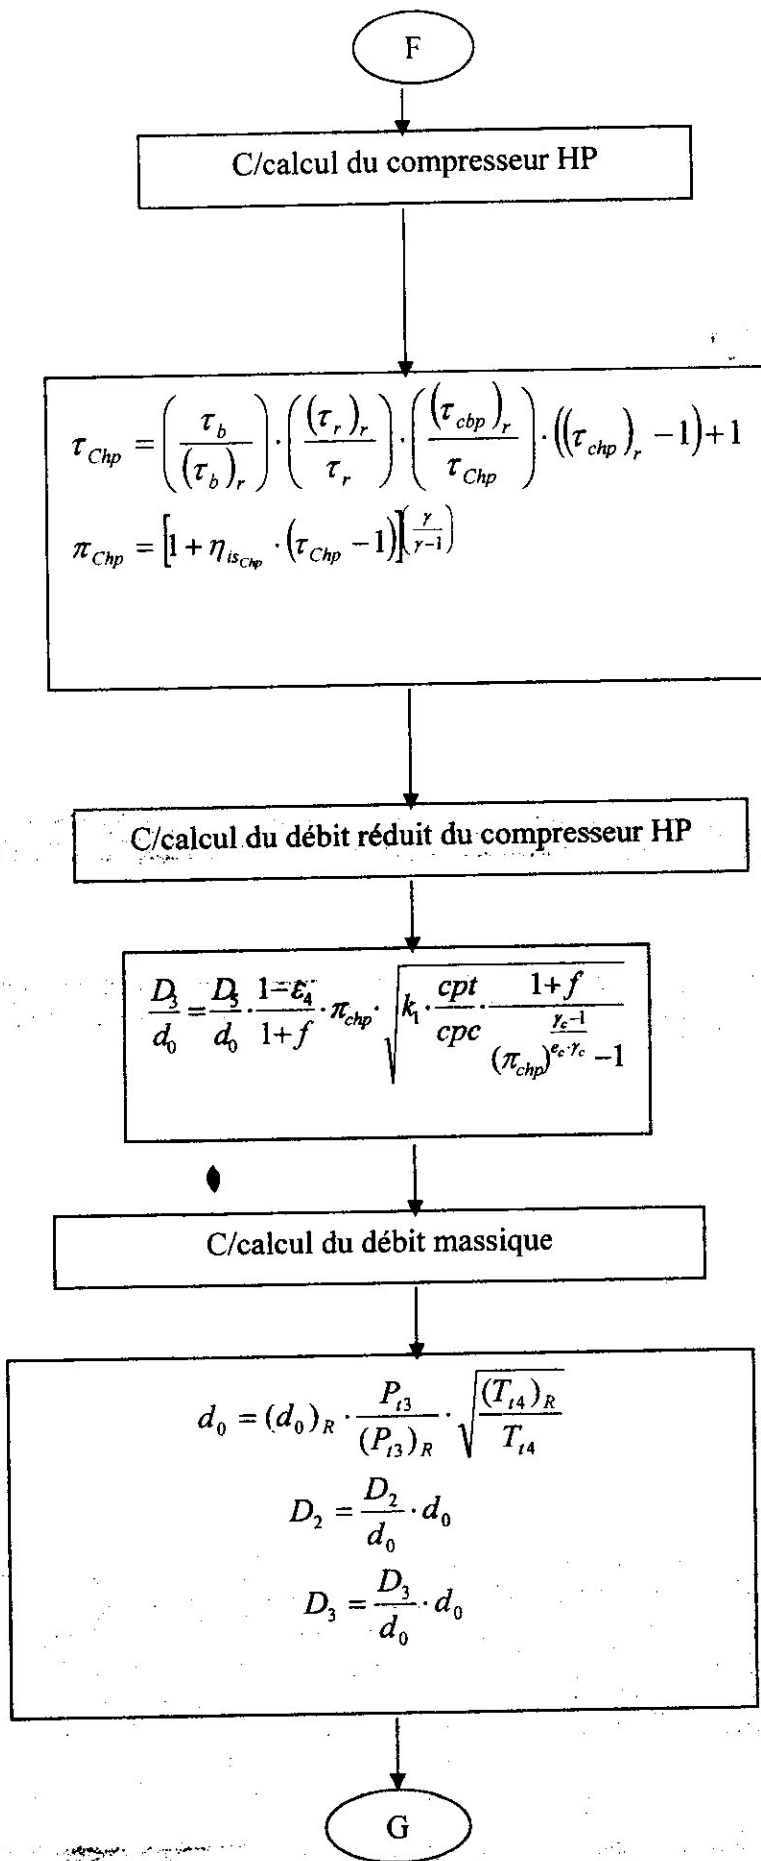 F
C/calcul du compresseur HP
τ_Chp = (τ_b / (τ_b)_r) · ((τ_r)_r / τ_r) · ((τ_cbp)_r / τ_Chp) · ((τ_chp)_r − 1) + 1
π_Chp = [1 + η_is_Chp · (τ_Chp − 1)]^(γ / (γ−1))
C/calcul du débit réduit du compresseur HP
D_3 / d_0 = D_5 / d_0 · (1−ε_4) / (1+f) · π_chp · √(k_1 · cpt / cpc · (1+f) / ((π_chp)^((γ_c−1) / (e_c·γ_c)) − 1))
C/calcul du débit massique
d_0 = (d_0)_R · P_t3 / (P_t3)_R · √((T_t4)_R / T_t4)
D_2 = D_2 / d_0 · d_0
D_3 = D_3 / d_0 · d_0
G